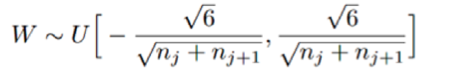 W ∼ U[ − √6 / √(n_j + n_{j+1}), √6 / √(n_j + n_{j+1}) ]